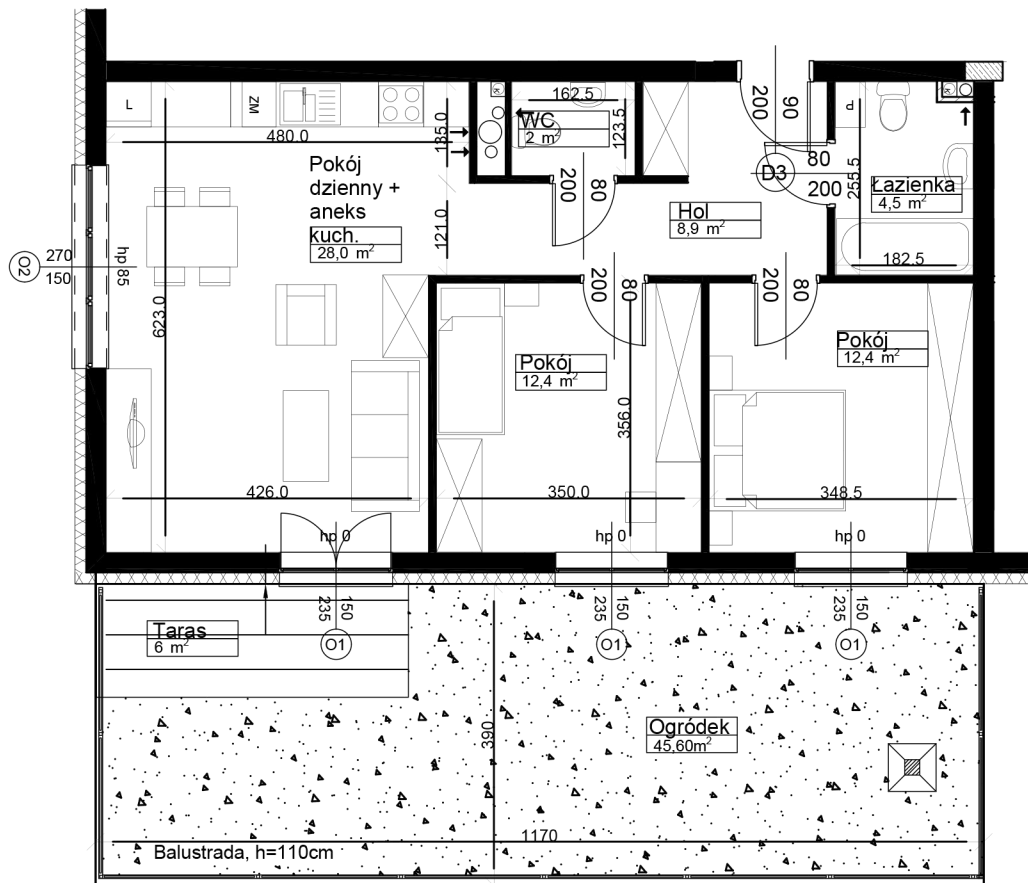 L
ZM
480.0
135.0
162.5
WC
2 m²
123.5
200
90
P
80
200
D3
255.5
Łazienka
4,5 m²
182.5
Pokój
dzienny +
aneks
kuch.
28,0 m²
121.0
200
80
Hol
8,9 m²
O2
270
150
hp 85
623.0
200
80
200
80
Pokój
12,4 m²
356.0
Pokój
12,4 m²
426.0
350.0
348.5
hp 0
hp 0
hp 0
150
235
O1
150
235
O1
150
235
O1
Taras
6 m²
390
Ogródek
45,60m²
1170
Balustrada, h=110cm